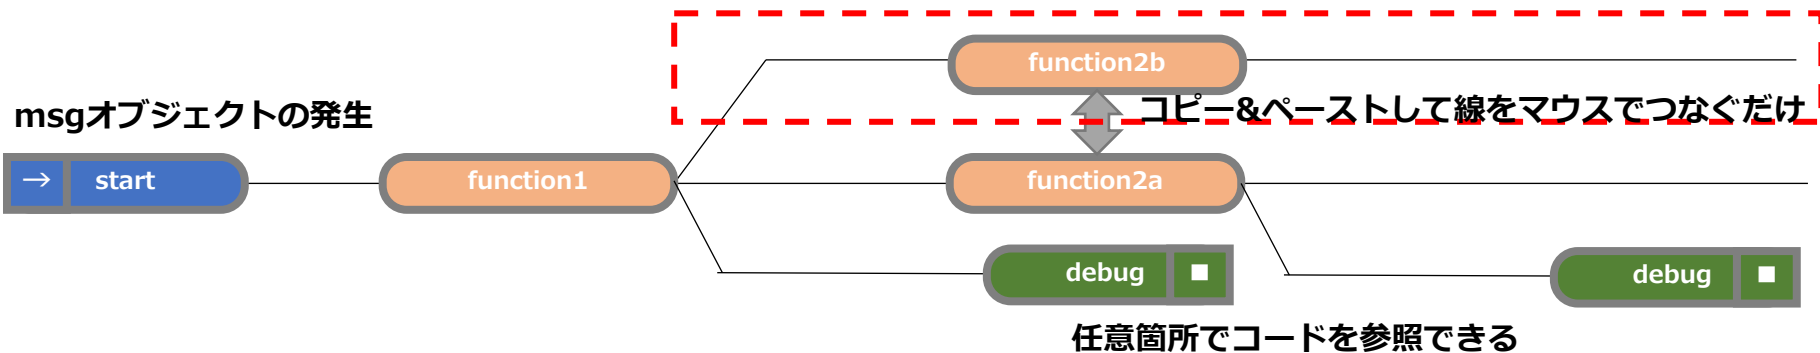 function2b
msgオブジェクトの発生
コピー&ペーストして線をマウスでつなぐだけ
→ start
function1
function2a
debug
debug
任意箇所でコードを参照できる